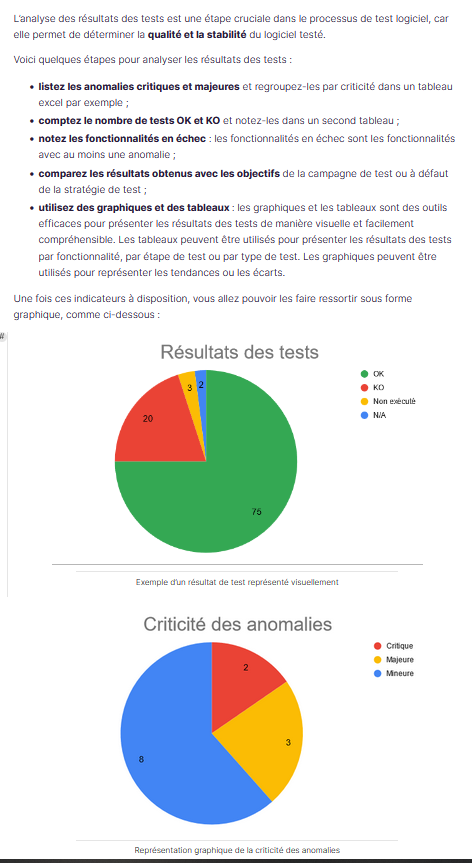 L'analyse des résultats des tests est une étape cruciale dans le processus de test logiciel, car
elle permet de déterminer la qualité et la stabilité du logiciel testé.
Voici quelques étapes pour analyser les résultats des tests :
• listez les anomalies critiques et majeures et regroupez-les par criticité dans un tableau
excel par exemple ;
• comptez le nombre de tests OK et KO et notez-les dans un second tableau ;
• notez les fonctionnalités en échec : les fonctionnalités en échec sont les fonctionnalités
avec au moins une anomalie ;
• comparez les résultats obtenus avec les objectifs de la campagne de test ou à défaut
de la stratégie de test ;
• utilisez des graphiques et des tableaux : les graphiques et les tableaux sont des outils
efficaces pour présenter les résultats des tests de manière visuelle et facilement
compréhensible. Les tableaux peuvent être utilisés pour présenter les résultats des tests
par fonctionnalité, par étape de test ou par type de test. Les graphiques peuvent être
utilisés pour représenter les tendances ou les écarts.
Une fois ces indicateurs à disposition, vous allez pouvoir les faire ressortir sous forme
graphique, comme ci-dessous :
#
Résultats des tests
OK
KO
Non exécuté
N/A
3
2
20
75
Exemple d'un résultat de test représenté visuellement
Criticité des anomalies
Critique
Majeure
Mineure
2
3
8
Représentation graphique de la criticité des anomalies